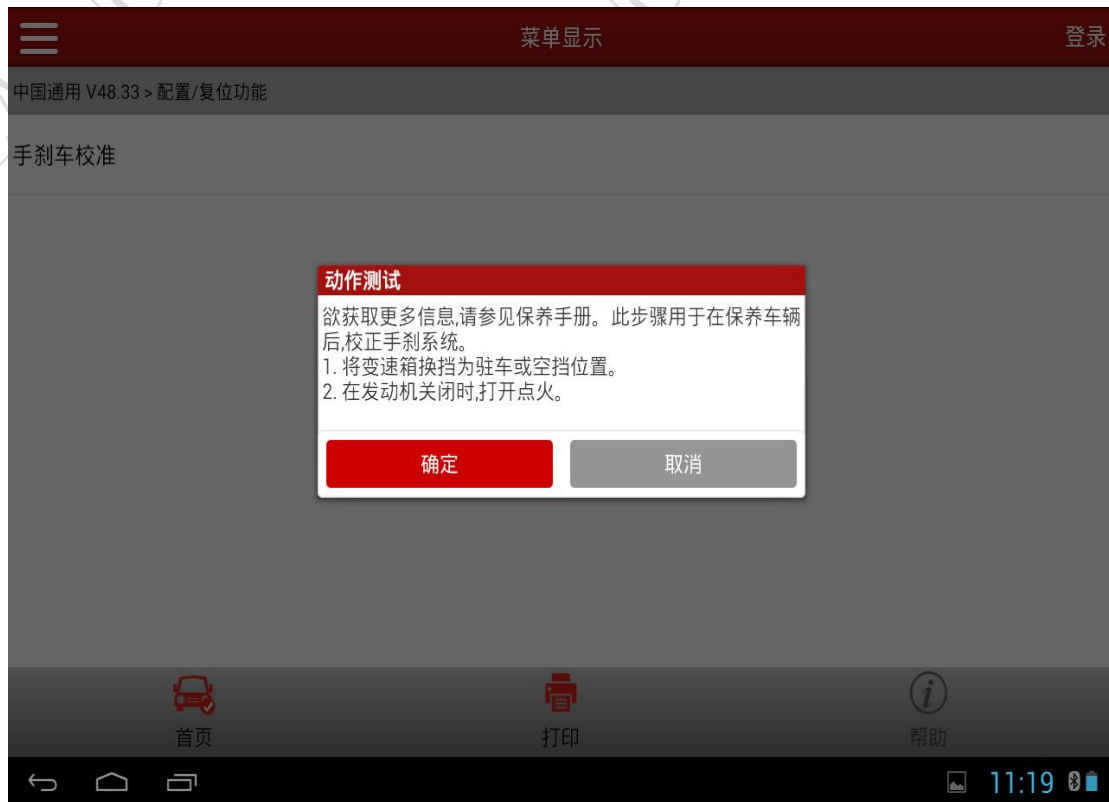 菜单显示
登录
中国通用 V48.33 > 配置/复位功能
手刹车校准
动作测试
欲获取更多信息,请参见保养手册。此步骤用于在保养车辆
后,校正手刹系统。
1. 将变速箱换挡为驻车或空挡位置。
2. 在发动机关闭时,打开点火。
确定
取消
首页
打印
帮助
11:19